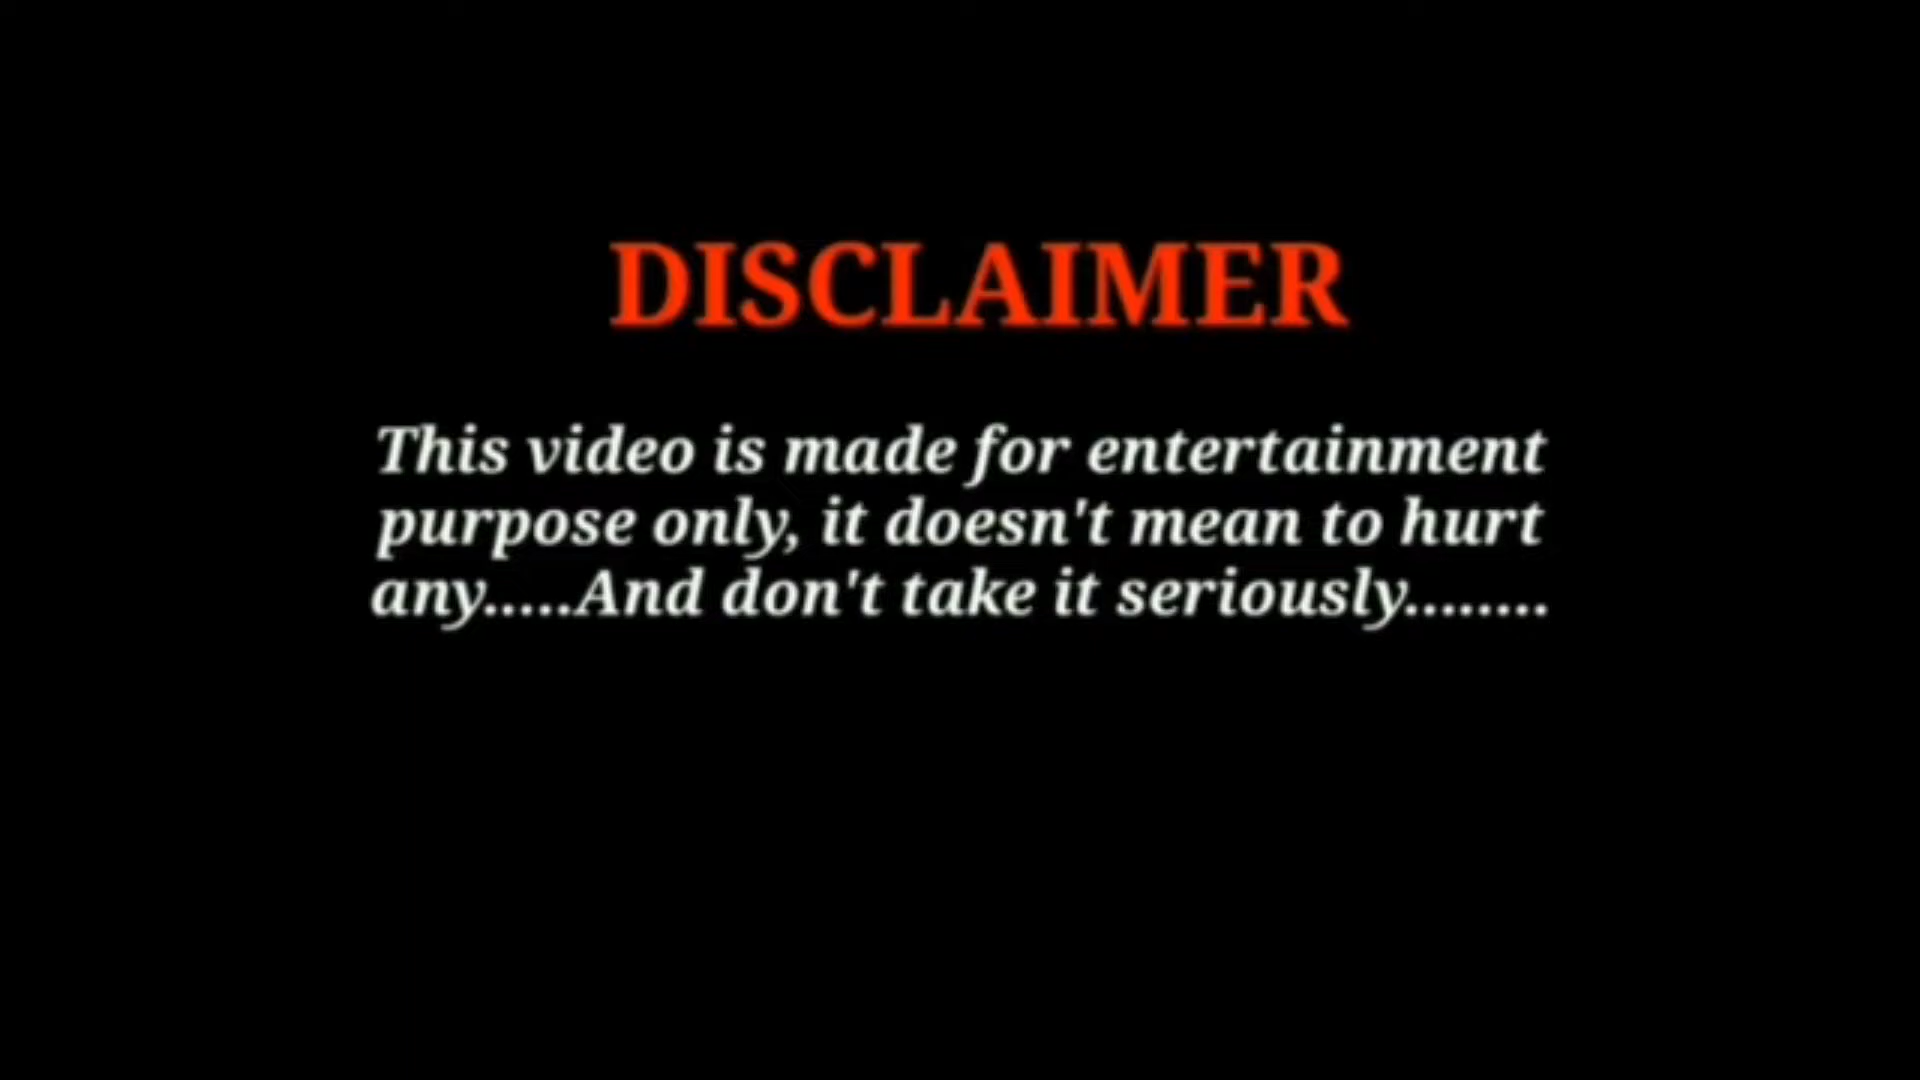 DISCLAIMER
This video is made for entertainment
purpose only, it doesn't mean to hurt
any.....And don't take it seriously........